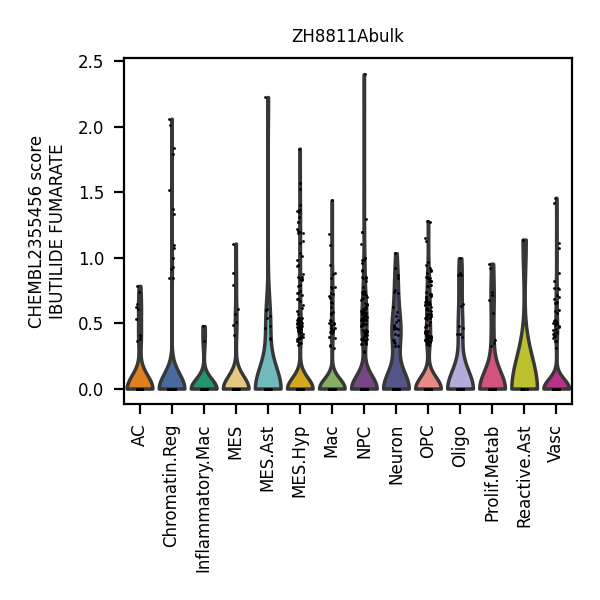 ZH8811Abulk
CHEMBL2355456 score
IBUTILIDE FUMARATE
2.5
2.0
1.5
1.0
0.5
0.0
AC
Chromatin.Reg
Inflammatory.Mac
MES
MES.Ast
MES.Hyp
Mac
NPC
Neuron
OPC
Oligo
Prolif.Metab
Reactive.Ast
Vasc